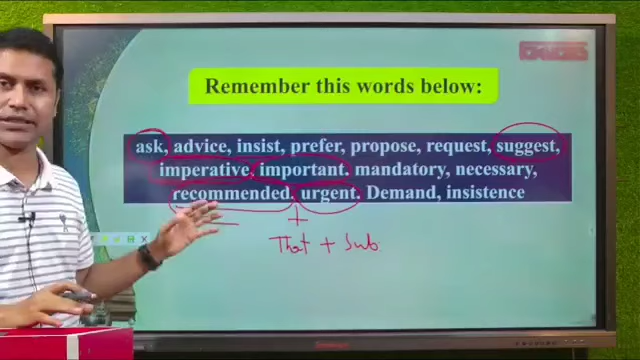 Remember this words below:
ask, advice, insist, prefer, propose, request, suggest,
imperative, important. mandatory, necessary,
recommended, urgent. Demand, insistence
+
That + Sub